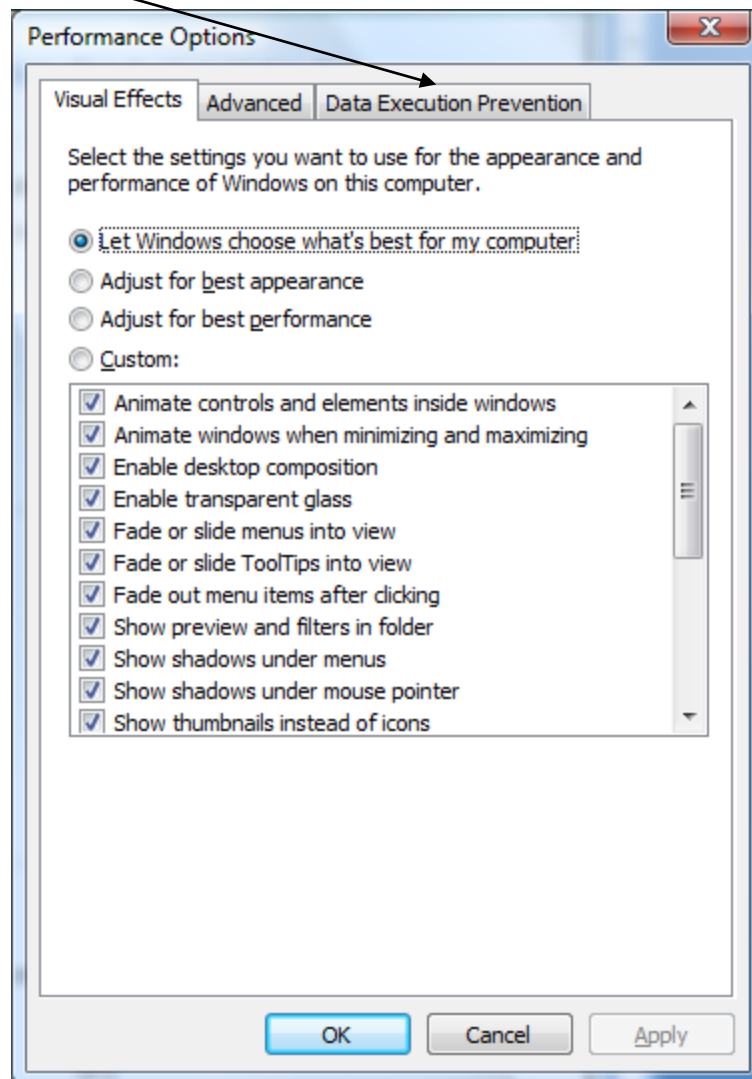 Performance Options
Visual Effects
Advanced
Data Execution Prevention
Select the settings you want to use for the appearance and
performance of Windows on this computer.
Let Windows choose what's best for my computer
Adjust for best appearance
Adjust for best performance
Custom:
Animate controls and elements inside windows
Animate windows when minimizing and maximizing
Enable desktop composition
Enable transparent glass
Fade or slide menus into view
Fade or slide ToolTips into view
Fade out menu items after clicking
Show preview and filters in folder
Show shadows under menus
Show shadows under mouse pointer
Show thumbnails instead of icons
OK
Cancel
Apply